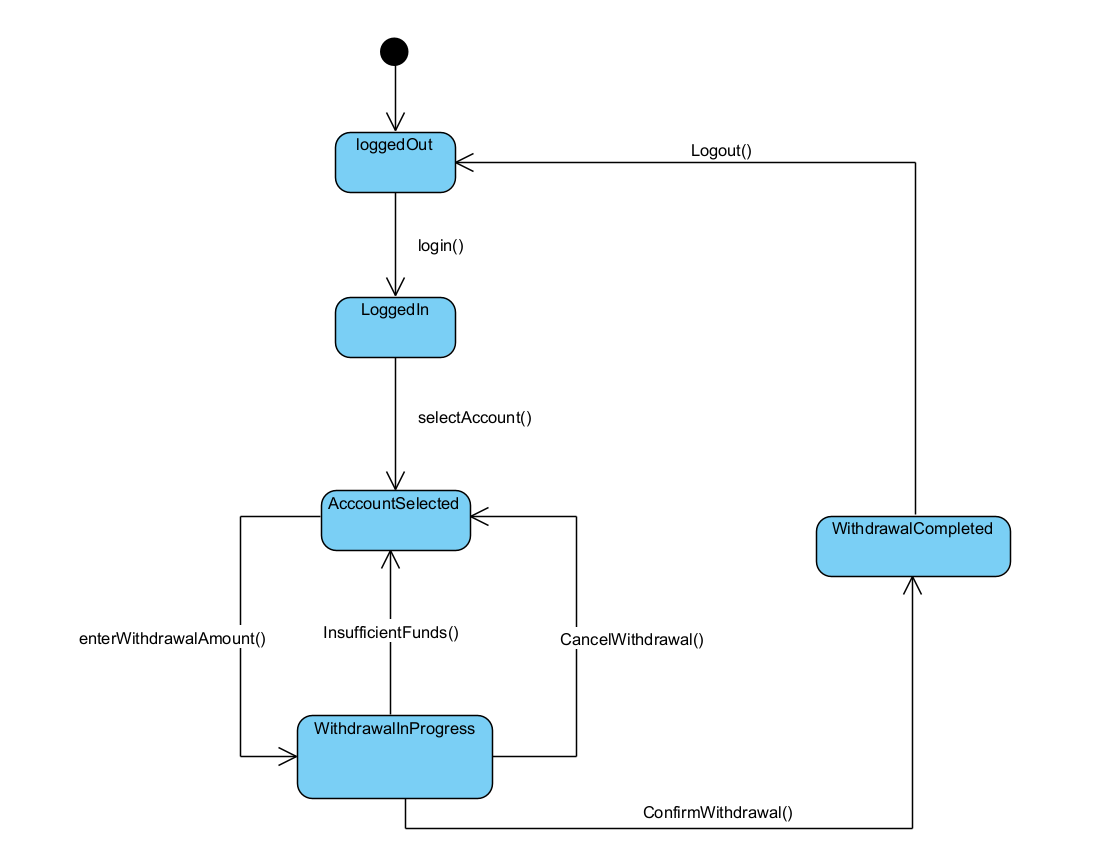 loggedOut
Logout()
login()
LoggedIn
selectAccount()
AcccountSelected
WithdrawalCompleted
enterWithdrawalAmount()
InsufficientFunds()
CancelWithdrawal()
WithdrawalInProgress
ConfirmWithdrawal()